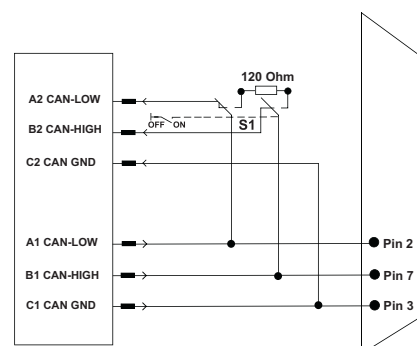 120 Ohm
A2 CAN-LOW
B2 CAN-HIGH
OFF ON
S1
C2 CAN GND
A1 CAN-LOW
Pin 2
B1 CAN-HIGH
Pin 7
C1 CAN GND
Pin 3